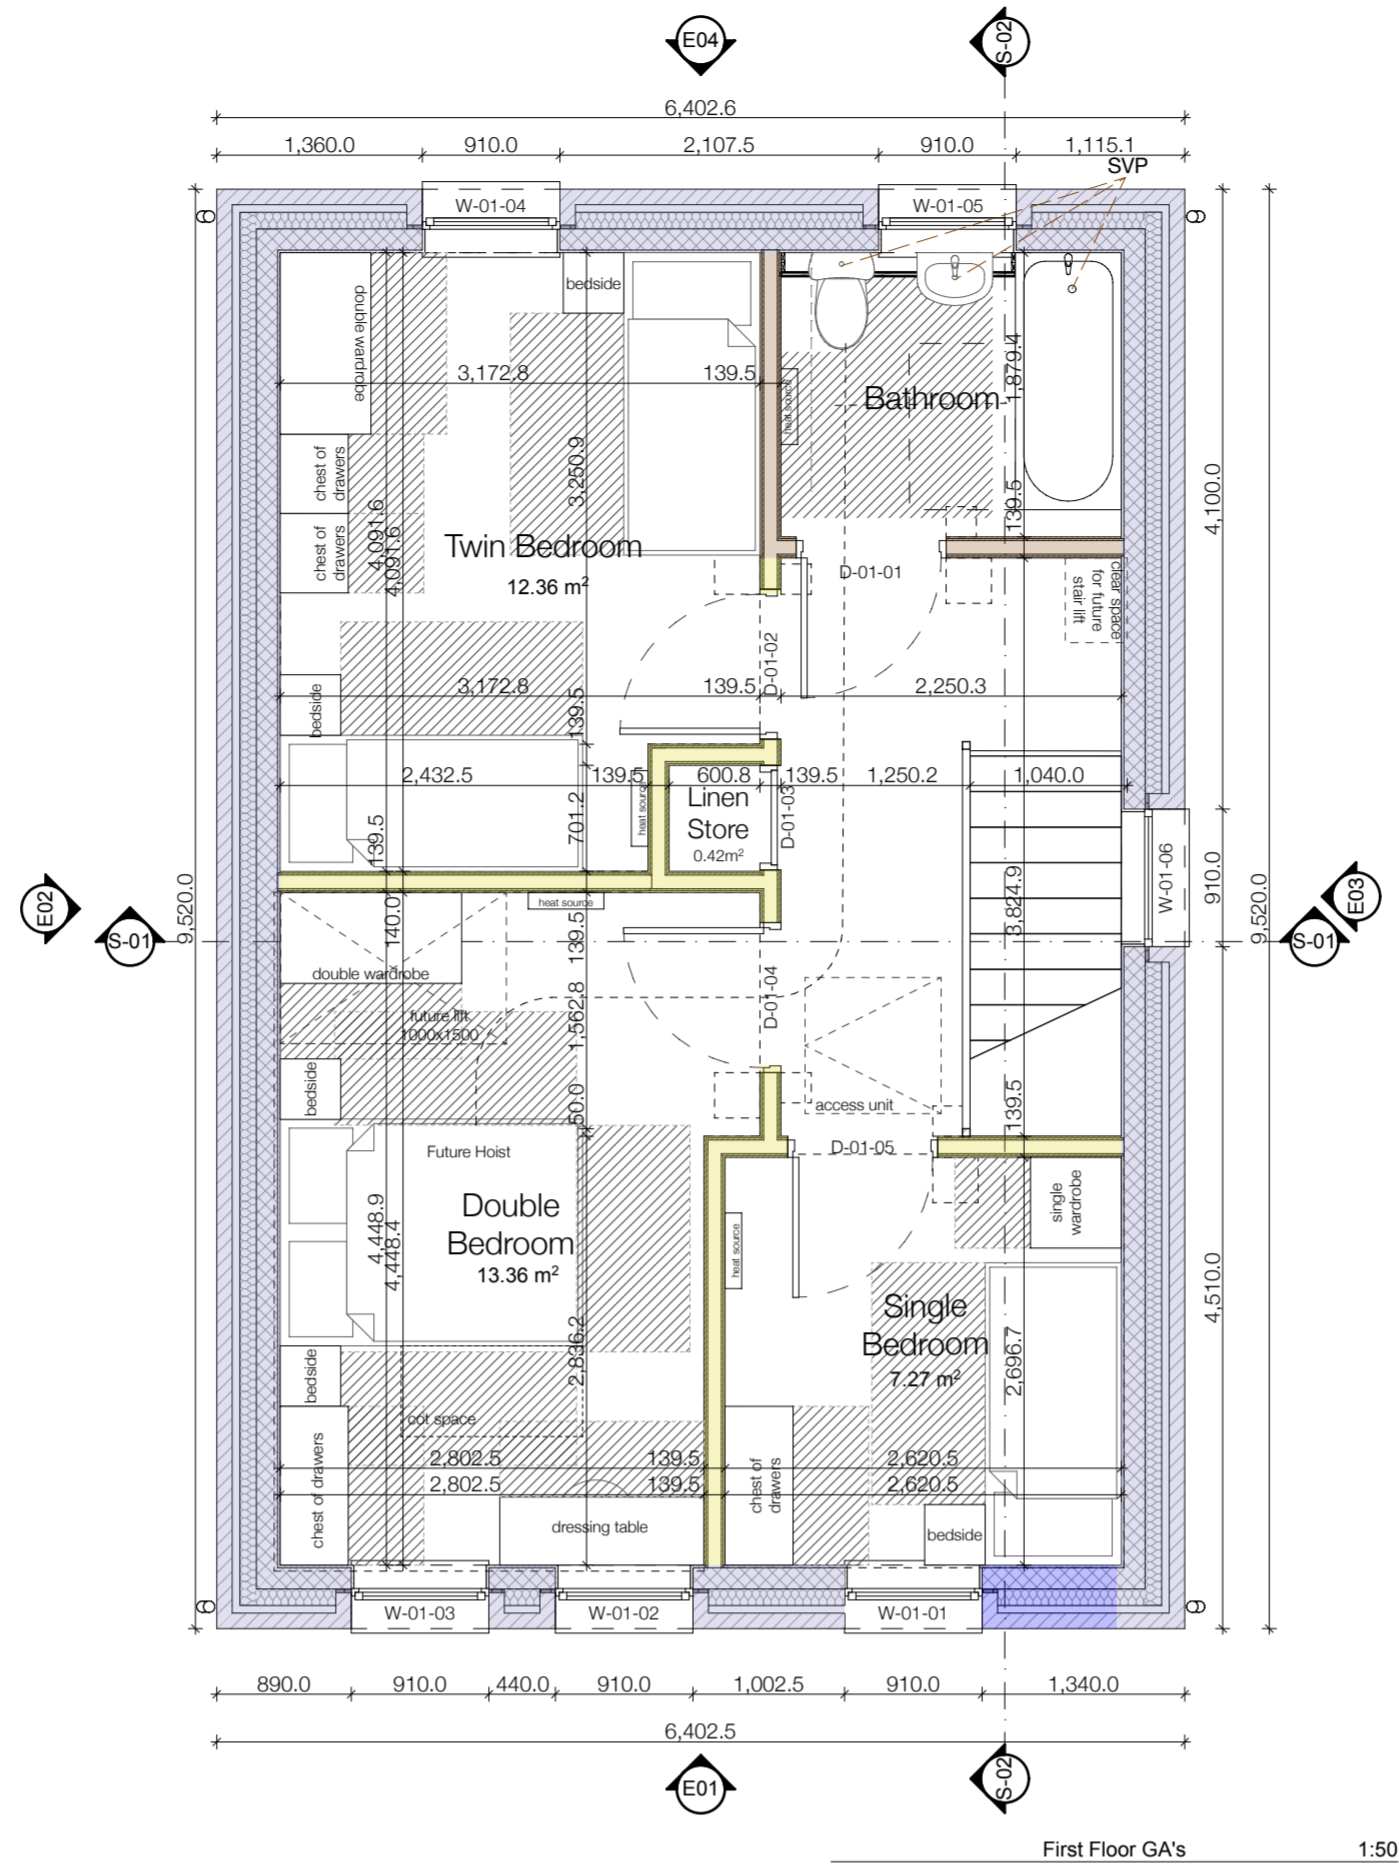 E04
S-02
6,402.6
1,360.0
910.0
2,107.5
910.0
1,115.1
SVP
W-01-04
W-01-05
bedside
double wardrobe
3,172.8
139.5
heat source
Bathroom
1,879.4
chest of
drawers
3,250.9
chest of
drawers
4,091.6
4,091.6
139.5
4,100.0
Twin Bedroom
12.36 m²
D-01-01
clear space
for future
stair lift
D-01-02
bedside
3,172.8
139.5
139.5
2,250.3
2,432.5
139.5
600.8
139.5
1,250.2
1,040.0
heat source
Linen
Store
0.42m²
D-01-03
701.2
139.5
W-01-06
910.0
E02
S-01
9,520.0
140.0
heat source
139.5
3,824.9
9,520.0
S-01
E03
double wardrobe
D-01-04
future lift
1000x1500
1,562.8
bedside
50.0
access unit
139.5
D-01-05
Future Hoist
4,448.9
4,448.4
Double
Bedroom
13.36 m²
heat source
single
wardrobe
4,510.0
Single
Bedroom
7.27 m²
2,696.7
2,836.2
bedside
cot space
chest of drawers
2,802.5
139.5
2,620.5
2,802.5
139.5
2,620.5
chest of
drawers
dressing table
bedside
W-01-03
W-01-02
W-01-01
890.0
910.0
440.0
910.0
1,002.5
910.0
1,340.0
6,402.5
E01
S-02
First Floor GA's
1:50